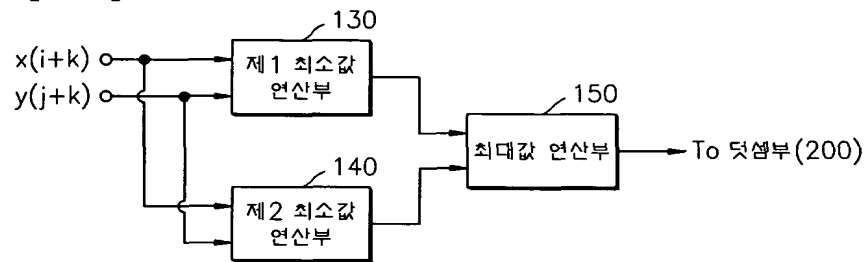 130
x(i+k)
제1 최소값
연산부
y(j+k)
150
최대값 연산부
To 덧셈부(200)
140
제2 최소값
연산부